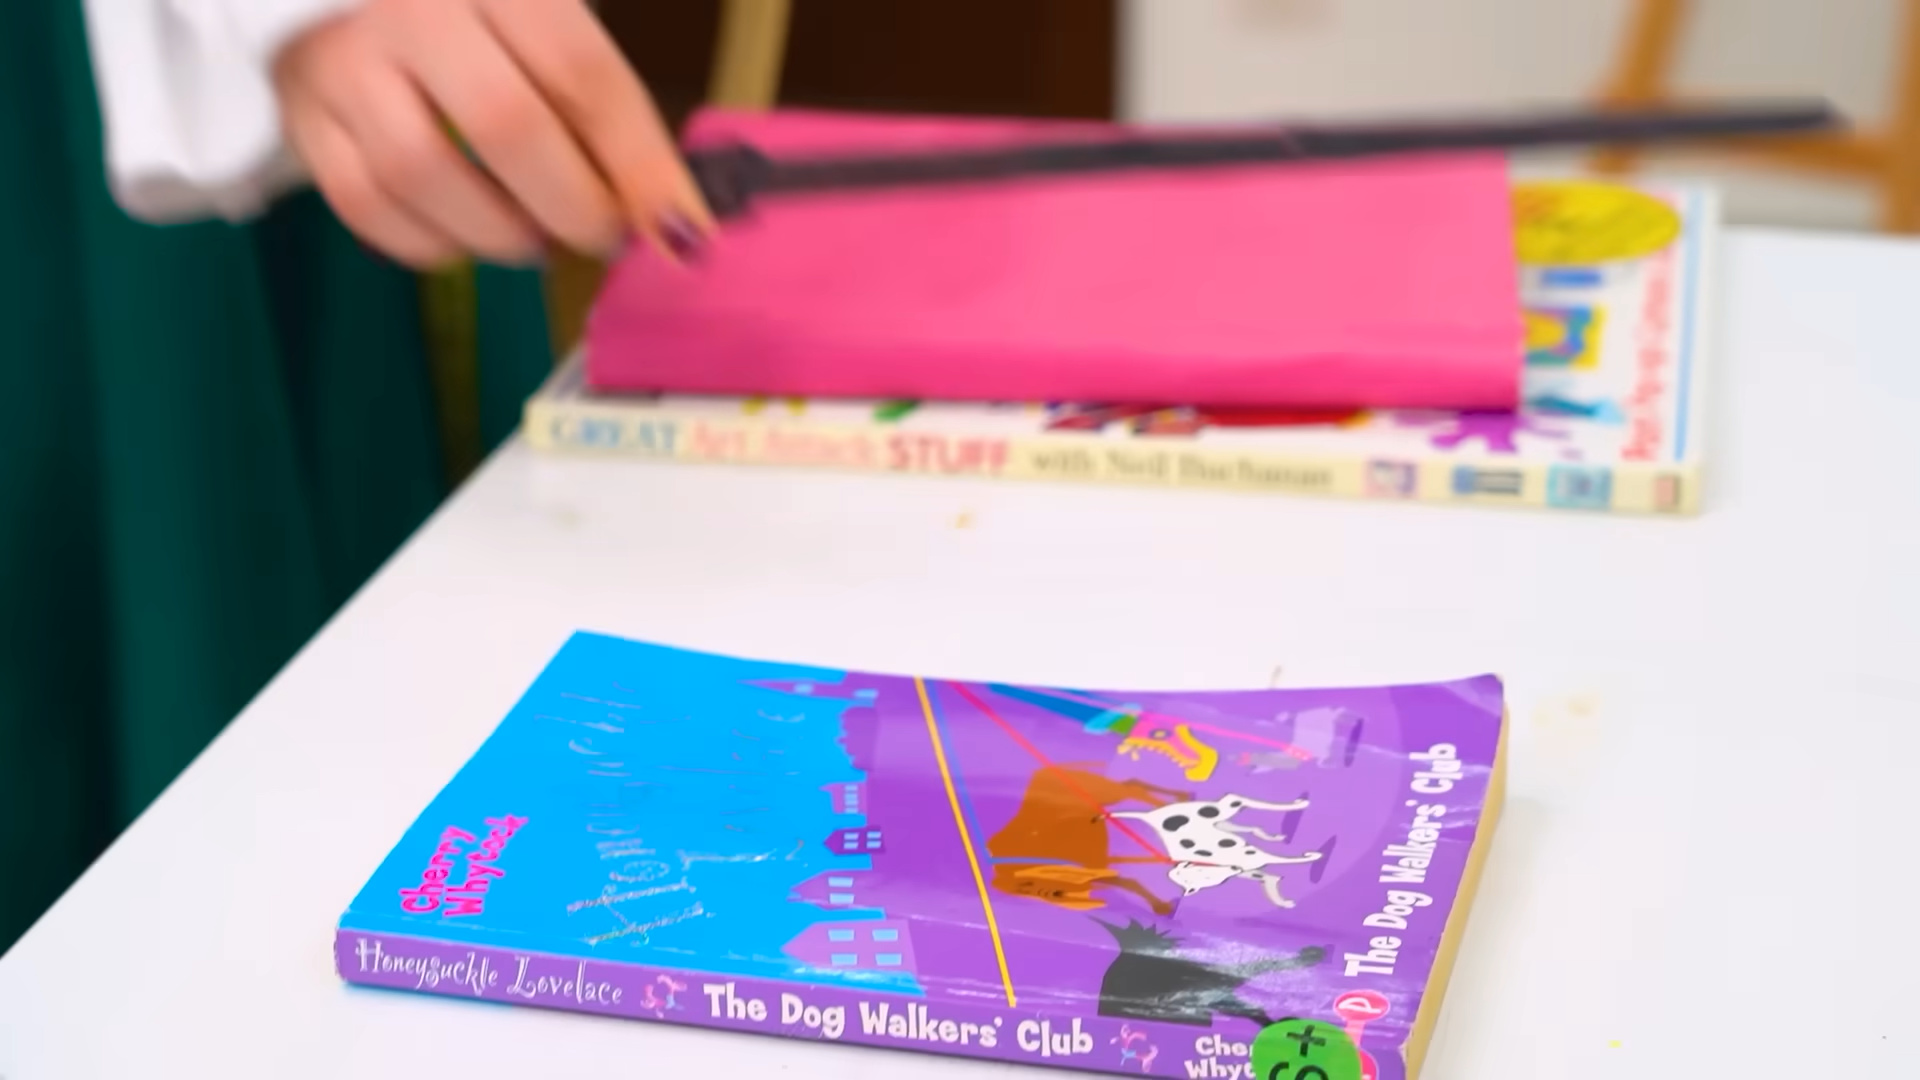 GREAT Art Attack STUFF with Neil Buchanan
Cherry
Whytock
The Dog Walkers' Club
Honeysuckle Lovelace
The Dog Walkers' Club